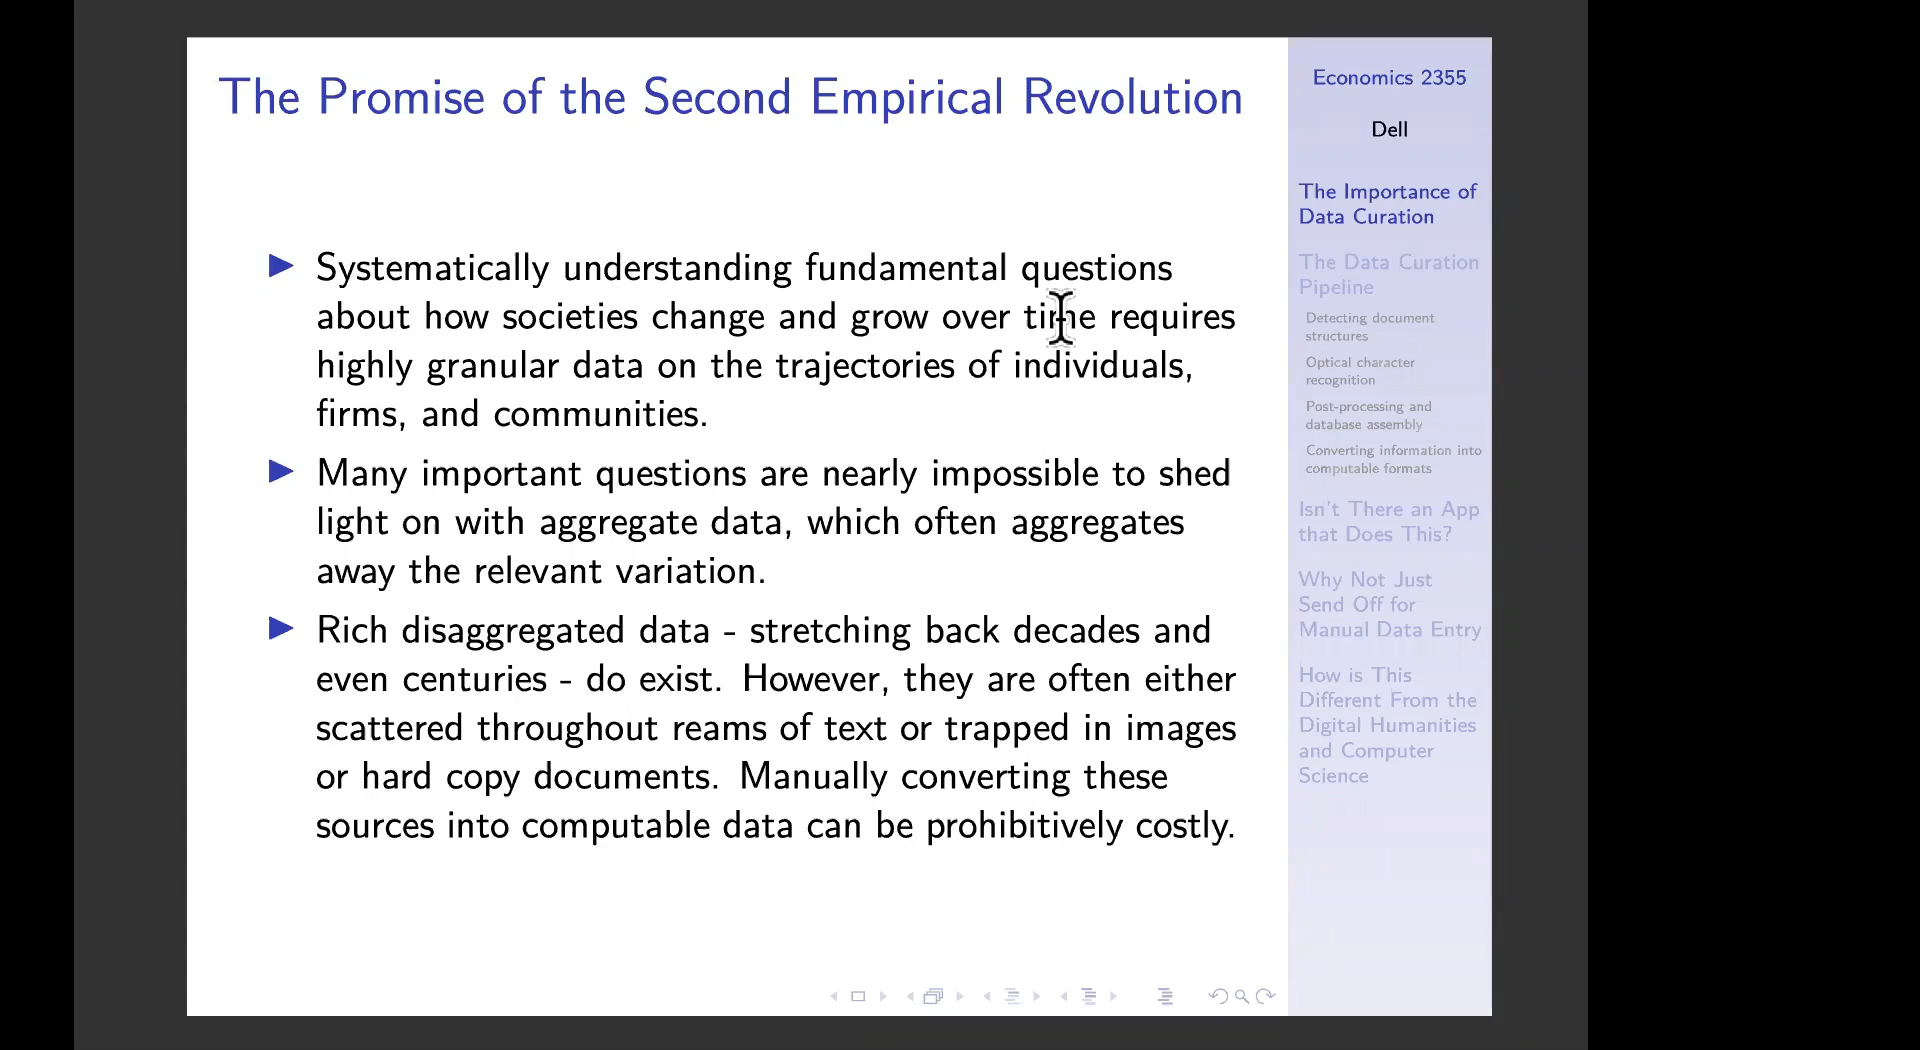 The Promise of the Second Empirical Revolution
Systematically understanding fundamental questions
about how societies change and grow over time requires
highly granular data on the trajectories of individuals,
firms, and communities.
Many important questions are nearly impossible to shed
light on with aggregate data, which often aggregates
away the relevant variation.
Rich disaggregated data - stretching back decades and
even centuries - do exist. However, they are often either
scattered throughout reams of text or trapped in images
or hard copy documents. Manually converting these
sources into computable data can be prohibitively costly.
Economics 2355
Dell
The Importance of
Data Curation
The Data Curation
Pipeline
Detecting document
structures
Optical character
recognition
Post-processing and
database assembly
Converting information into
computable formats
Isn't There an App
that Does This?
Why Not Just
Send Off for
Manual Data Entry
How is This
Different From the
Digital Humanities
and Computer
Science